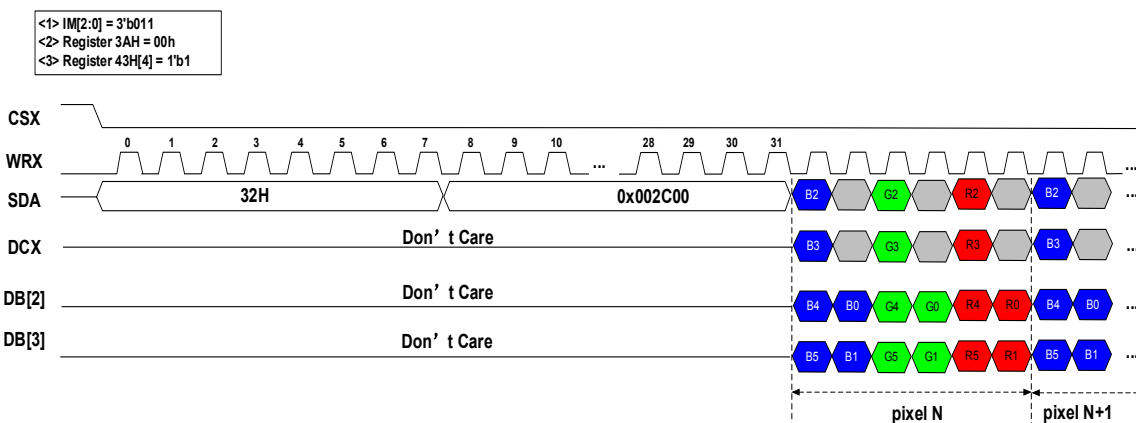 <1> IM[2:0] = 3'b011
<2> Register 3AH = 00h
<3> Register 43H[4] = 1'b1
CSX
0 1 2 3 4 5 6 7 8 9 10 28 29 30 31
WRX ... ...
SDA 32H 0x002C00 B2 G2 R2 B2 ...
DCX Don't Care B3 G3 R3 B3 ...
DB[2] Don't Care B4 B0 G4 G0 R4 R0 B4 B0 ...
DB[3] Don't Care B5 B1 G5 G1 R5 R1 B5 B1 ...
pixel N pixel N+1